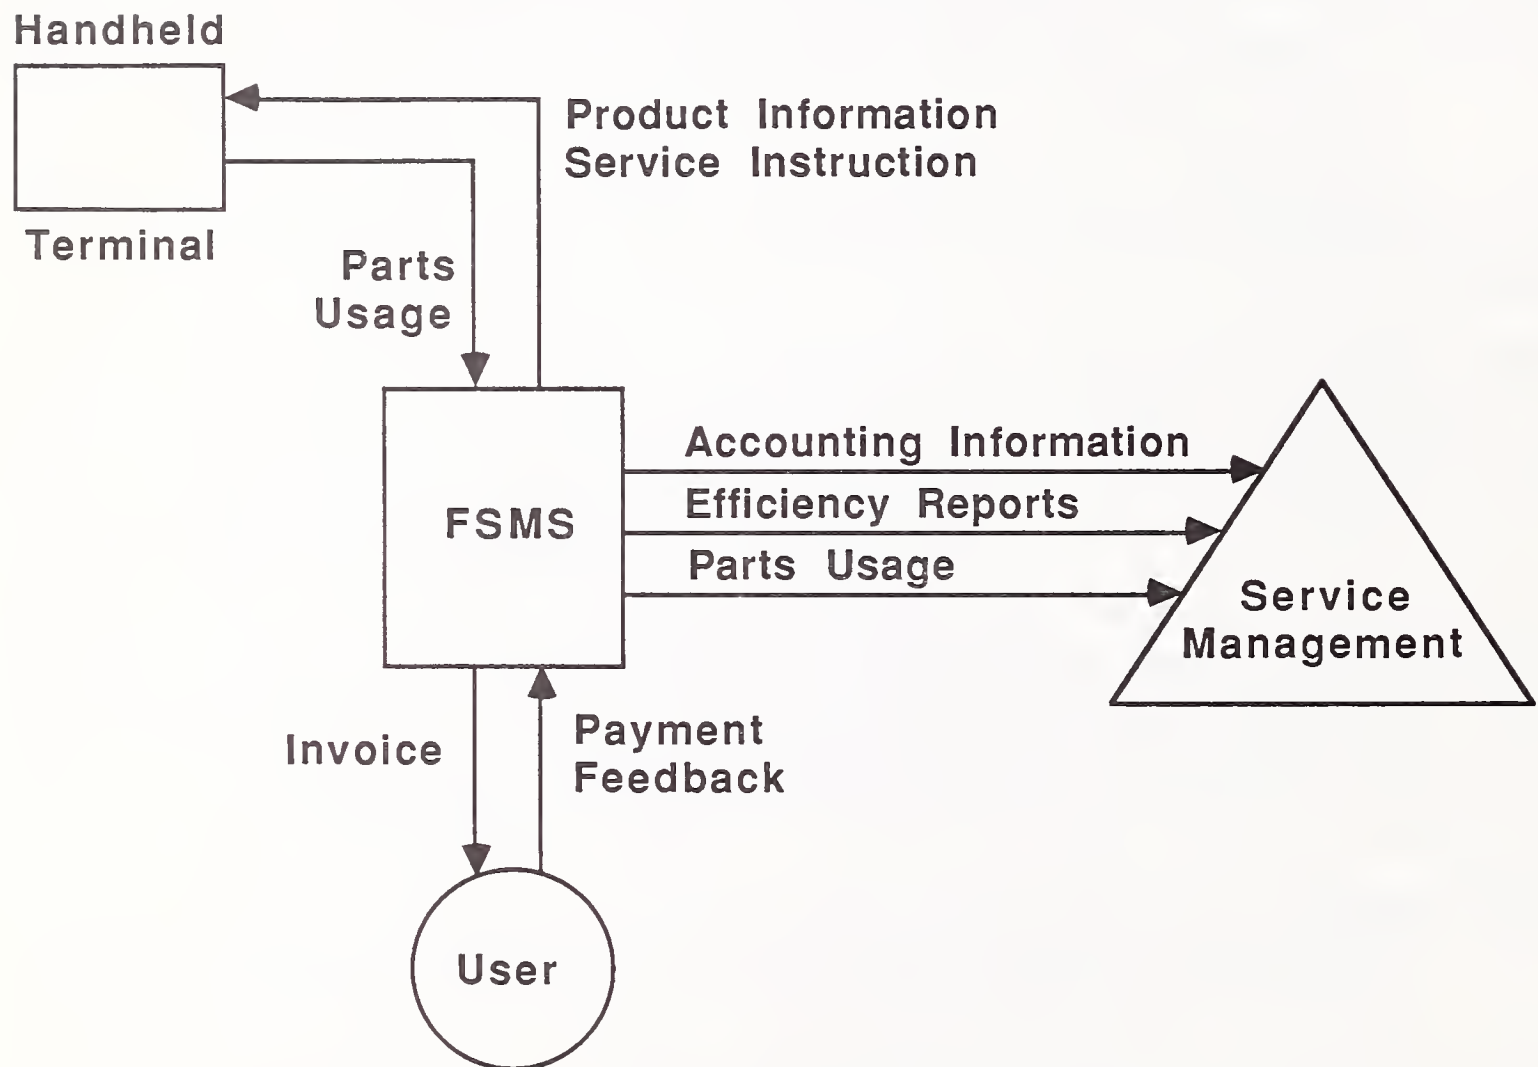 Handheld
Terminal
Product Information
Service Instruction
Parts
Usage
FSMS
Accounting Information
Efficiency Reports
Parts Usage
Service
Management
Invoice
Payment
Feedback
User